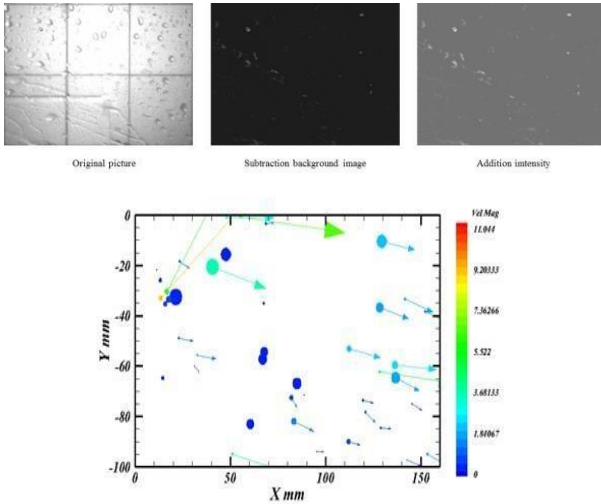 Original picture
Subtraction background image
Addition intensity
Vel Mag
11.044
9.20333
7.36266
5.522
3.68133
1.84067
0
Y mm
0
-20
-40
-60
-80
-100
0
50
100
150
X mm